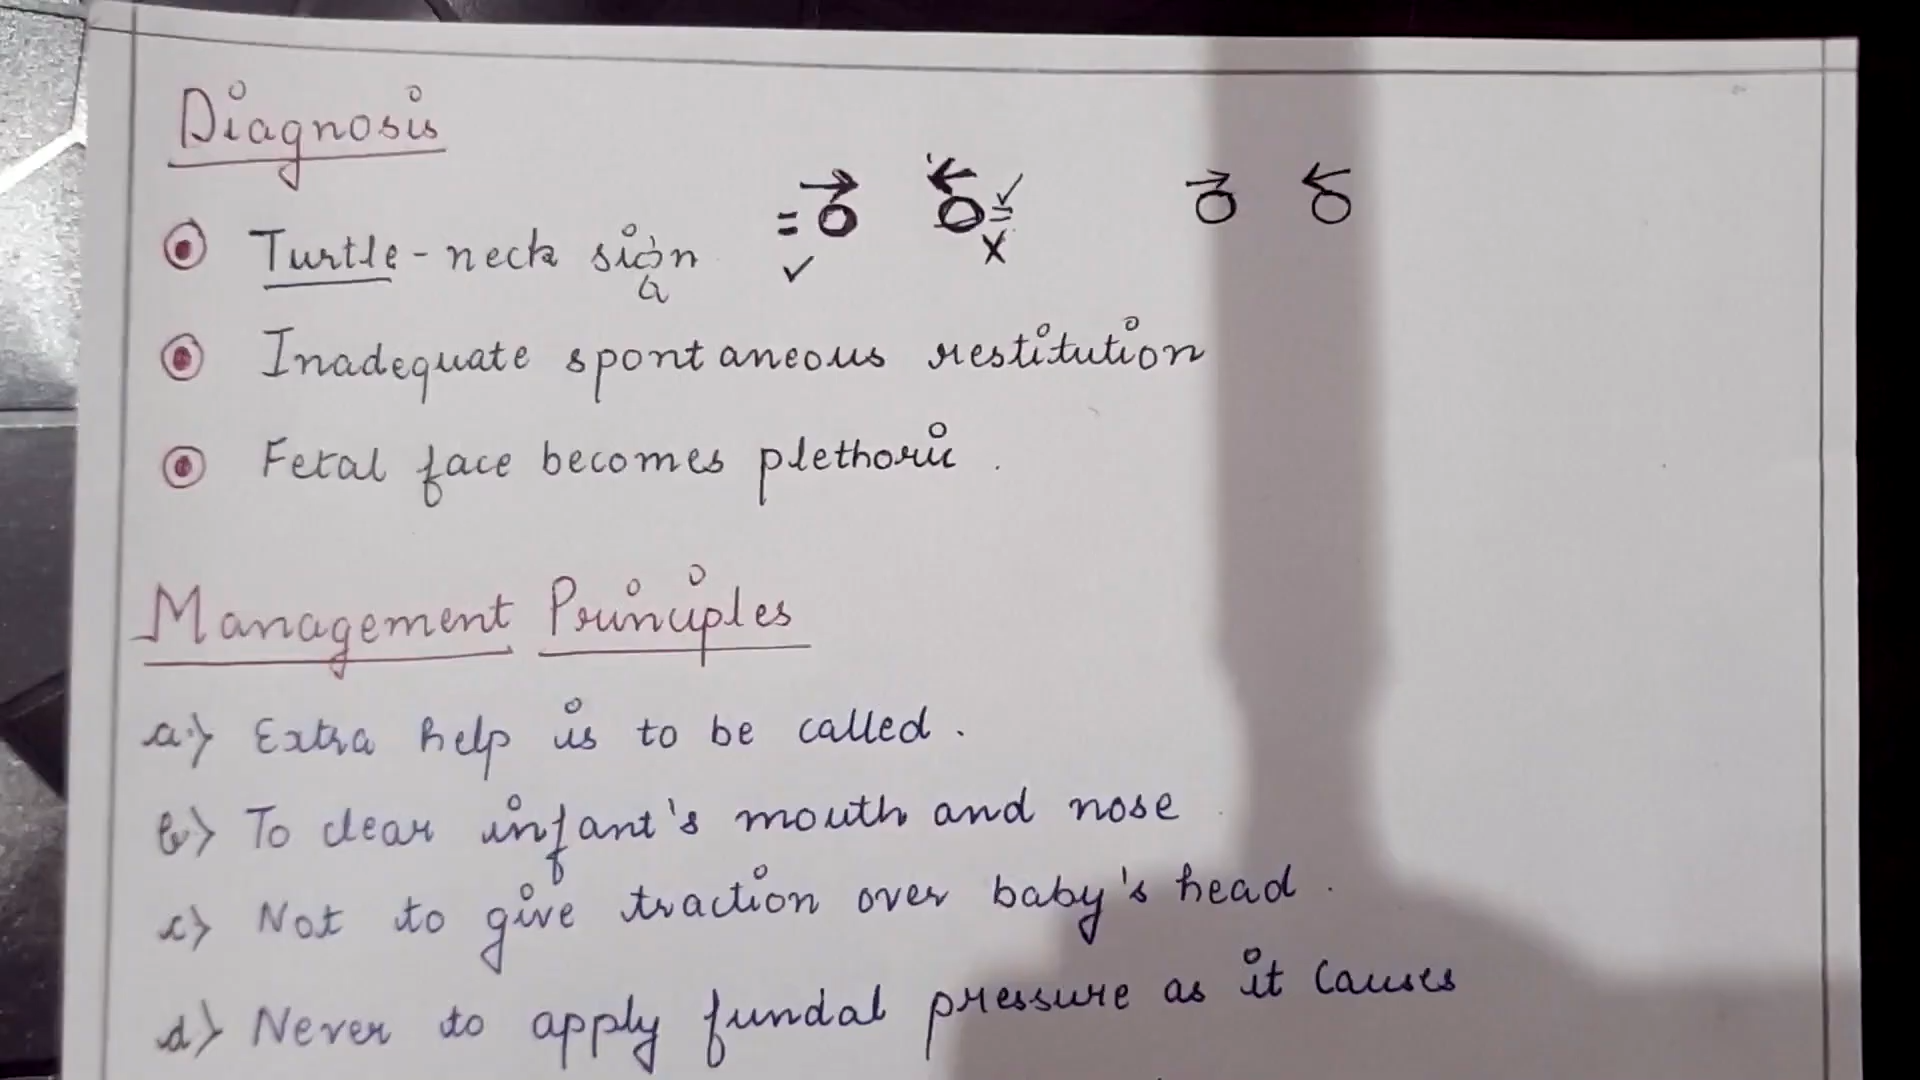 Diagnosis
Turtle-neck sign
Inadequate spontaneous restitution
Fetal face becomes plethoric.
Management Principles
a.) Extra help is to be called.
b) To clear infant's mouth and nose
c) Not to give traction over baby's head.
d) Never to apply fundal pressure as it causes